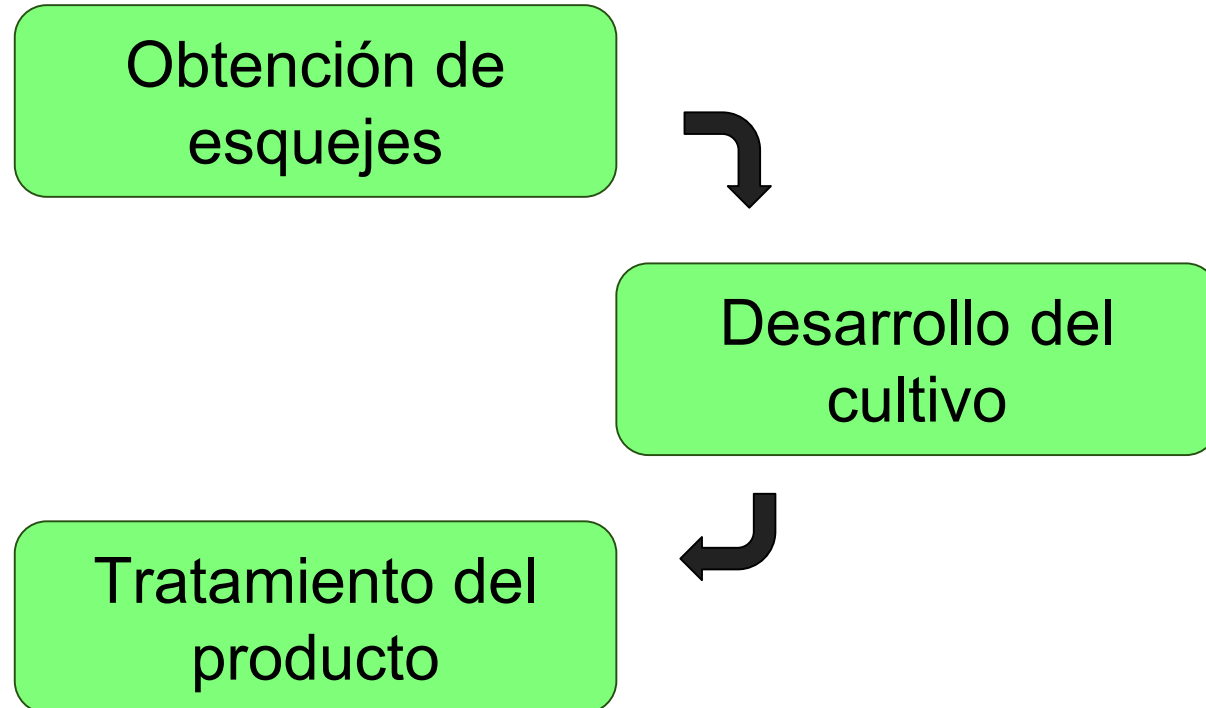 Obtención de
esquejes
Desarrollo del
cultivo
Tratamiento del
producto